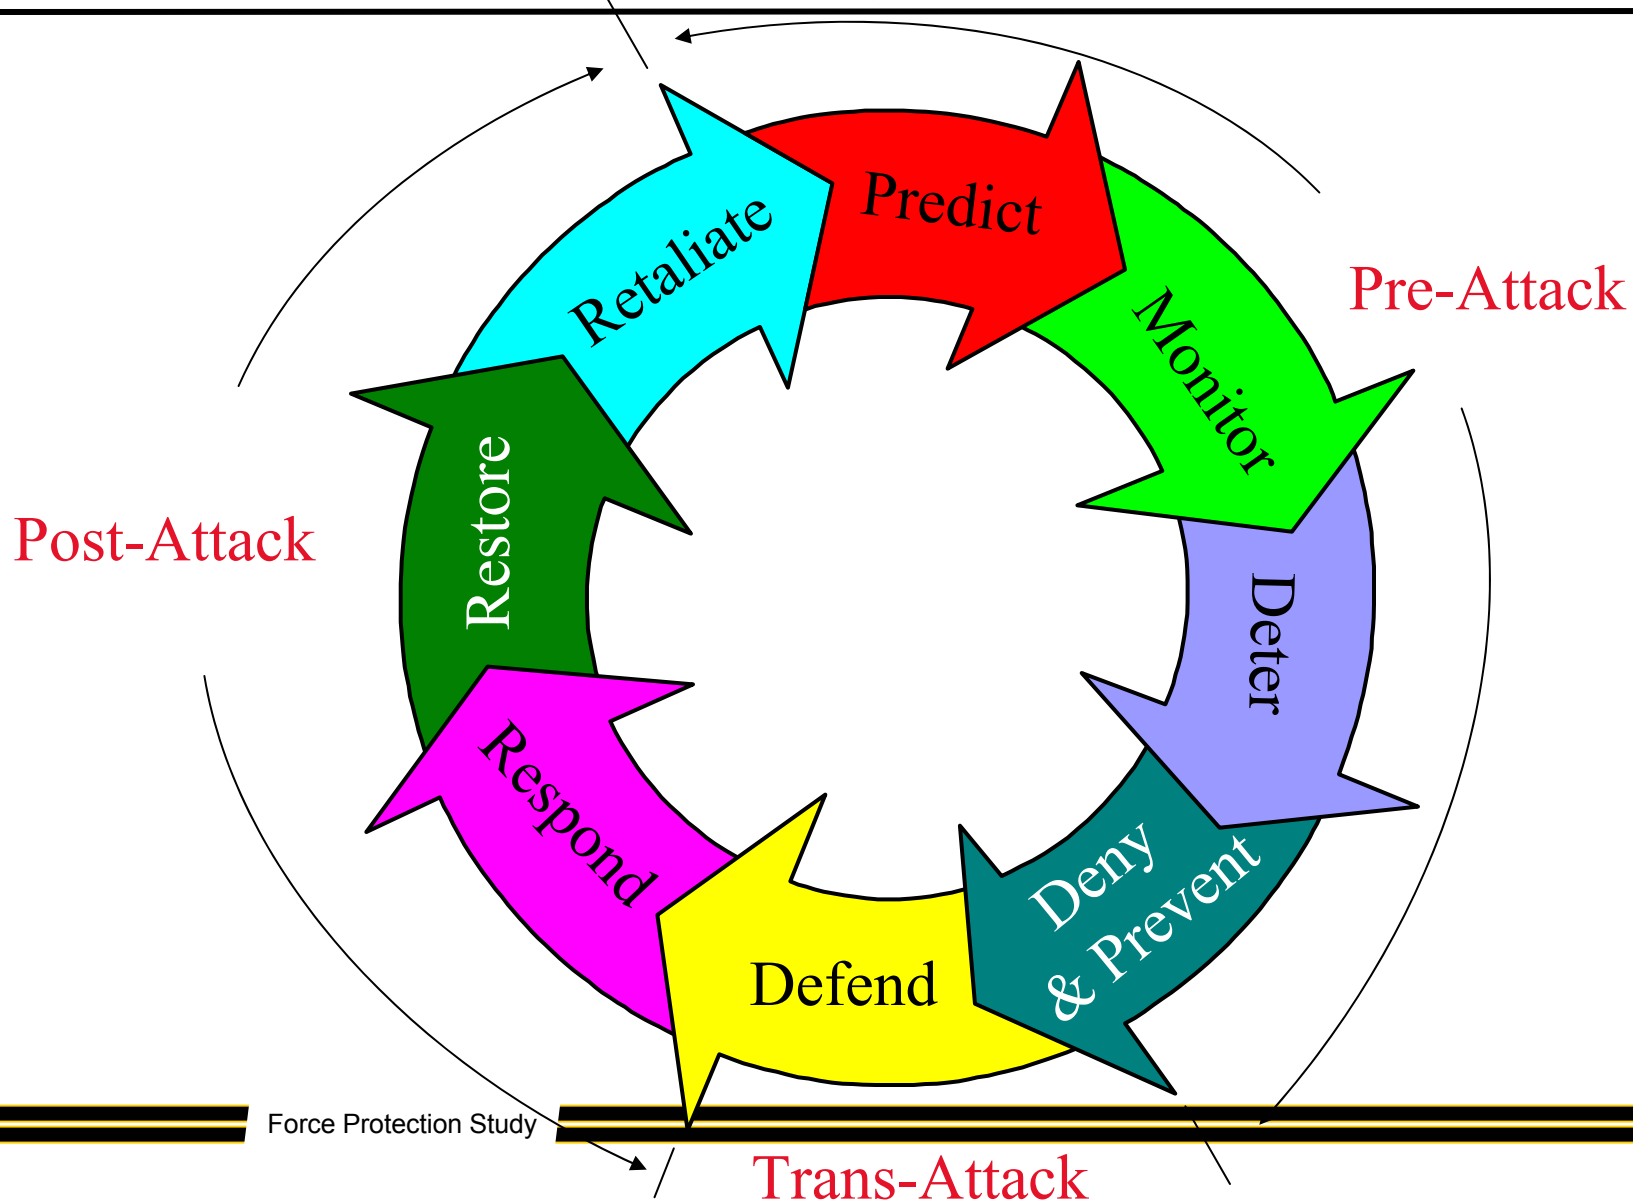 Predict
Monitor
Pre-Attack
Deter
Deny
& Prevent
Defend
Trans-Attack
Respond
Restore
Post-Attack
Retaliate
Force Protection Study